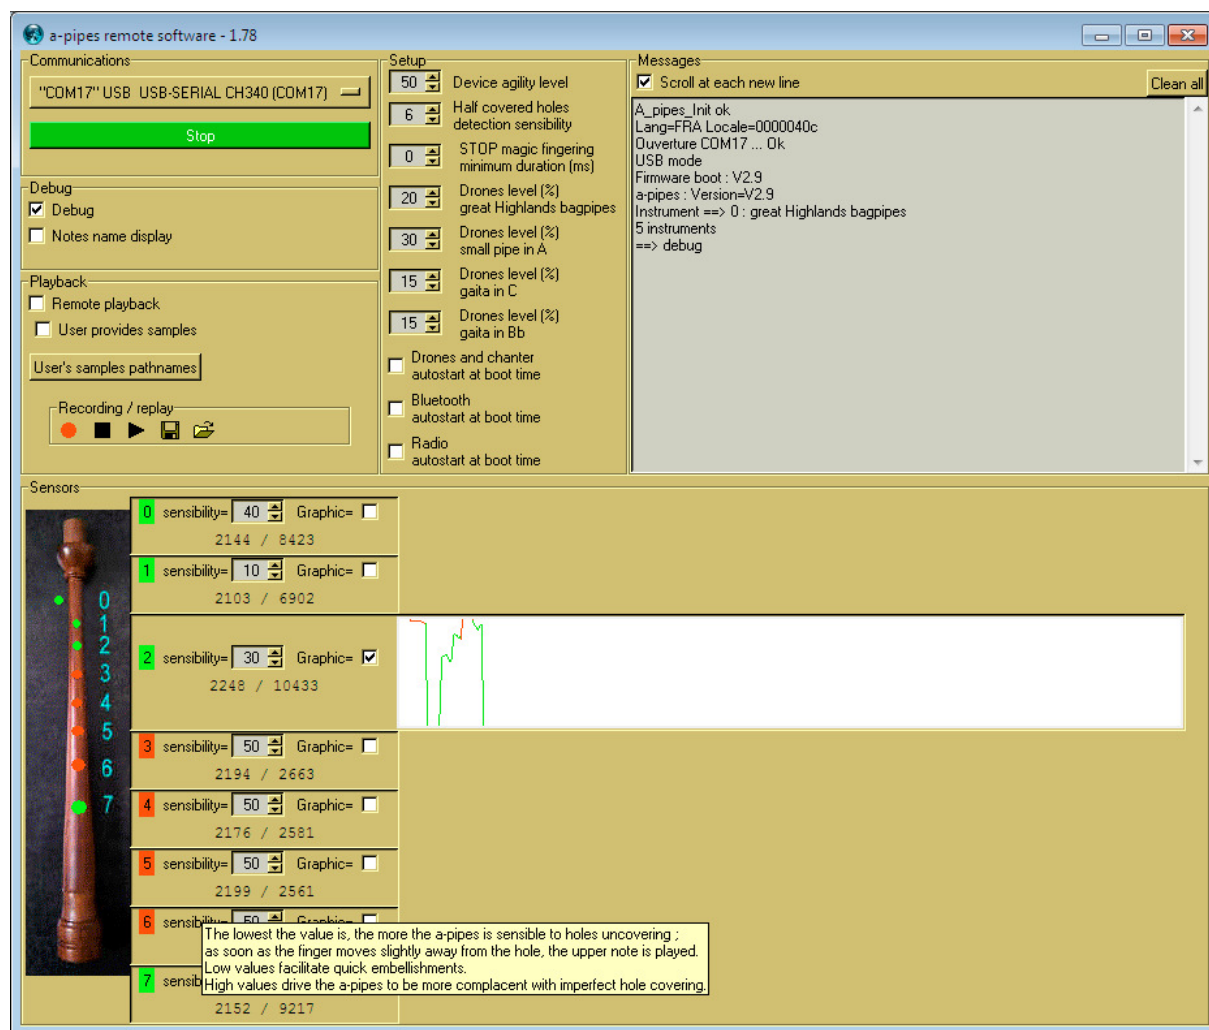 a-pipes remote software - 1.78
Communications
"COM17" USB USB-SERIAL CH340 (COM17)
Stop
Debug
Debug
Notes name display
Playback
Remote playback
User provides samples
User's samples pathnames
Recording / replay
Setup
50 Device agility level
6 Half covered holes
detection sensibility
0 STOP magic fingering
minimum duration (ms)
20 Drones level (%)
great Highlands bagpipes
30 Drones level (%)
small pipe in A
15 Drones level (%)
gaita in C
15 Drones level (%)
gaita in Bb
Drones and chanter
autostart at boot time
Bluetooth
autostart at boot time
Radio
autostart at boot time
Messages
Scroll at each new line
Clean all
A_pipes_Init ok
Lang=FRA Locale=0000040c
Ouverture COM17 ... Ok
USB mode
Firmware boot : V2.9
a-pipes : Version=V2.9
Instrument ==> 0 : great Highlands bagpipes
5 instruments
==> debug
Sensors
0
1
2
3
4
5
6
7
0 sensibility= 40 Graphic=
2144 / 8423
1 sensibility= 10 Graphic=
2103 / 6902
2 sensibility= 30 Graphic=
2248 / 10433
3 sensibility= 50 Graphic=
2194 / 2663
4 sensibility= 50 Graphic=
2176 / 2581
5 sensibility= 50 Graphic=
2199 / 2561
6 sensibility= 50 Graphic=
The lowest the value is, the more the a-pipes is sensible to holes uncovering ;
as soon as the finger moves slightly away from the hole, the upper note is played.
Low values facilitate quick embellishments.
High values drive the a-pipes to be more complacent with imperfect hole covering.
7 sensib
2152 / 9217